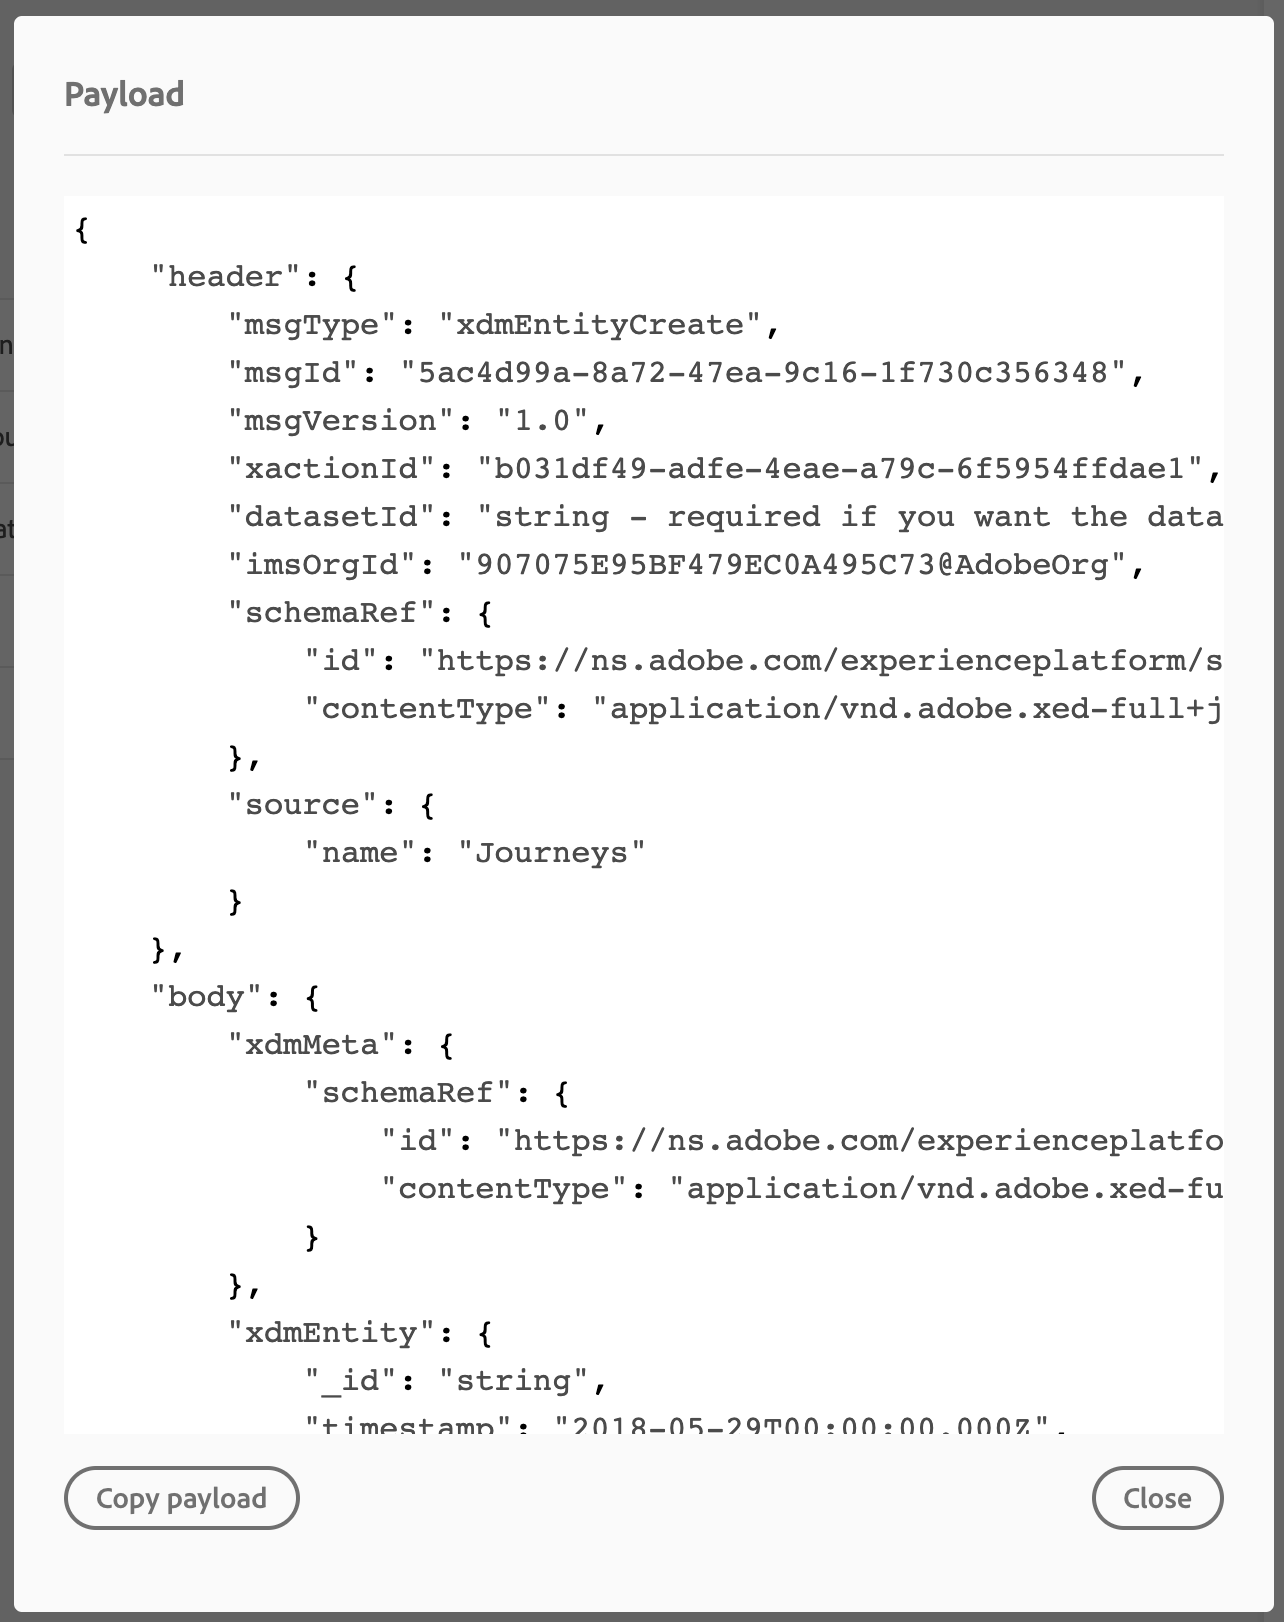 Payload
{
"header": {
"msgType": "xdmEntityCreate",
"msgId": "5ac4d99a-8a72-47ea-9c16-1f730c356348",
"msgVersion": "1.0",
"xactionId": "b031df49-adfe-4eae-a79c-6f5954ffdae1",
"datasetId": "string - required if you want the data
"imsOrgId": "907075E95BF479EC0A495C73@AdobeOrg",
"schemaRef": {
"id": "https://ns.adobe.com/experienceplatform/s
"contentType": "application/vnd.adobe.xed-full+j
},
"source": {
"name": "Journeys"
}
},
"body": {
"xdmMeta": {
"schemaRef": {
"id": "https://ns.adobe.com/experienceplatfo
"contentType": "application/vnd.adobe.xed-fu
}
},
"xdmEntity": {
"_id": "string",
"timestamp": "2018-05-29T00:00:00.000Z",
Copy payload
Close